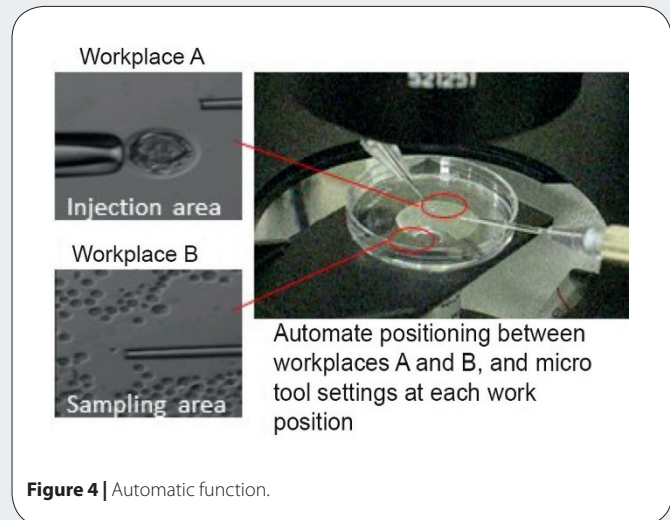 Workplace A
Injection area
Workplace B
Sampling area
521251
Automate positioning between
workplaces A and B, and micro
tool settings at each work
position
Figure 4 | Automatic function.